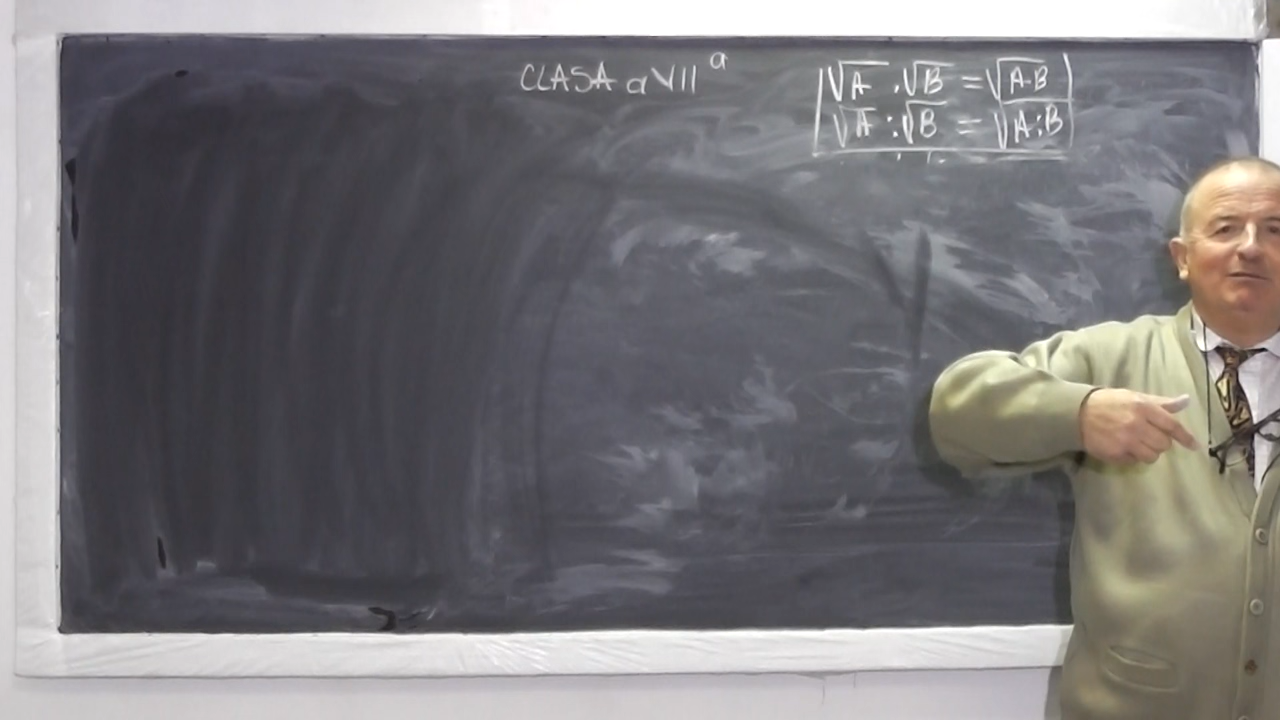 CLASA a VII a
√A . √B = √A.B
√A : √B = √A:B